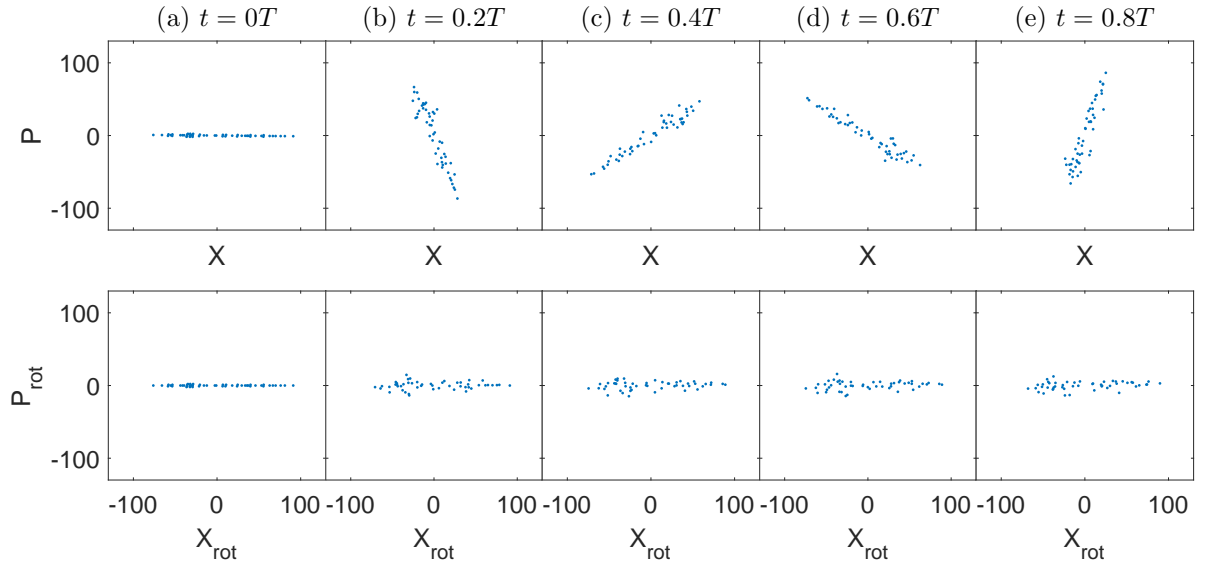 (a) t = 0T (b) t = 0.2T (c) t = 0.4T (d) t = 0.6T (e) t = 0.8T
100
0
-100
P
X X X X X
100
0
-100
P_rot
-100 0 100 -100 0 100 -100 0 100 -100 0 100 -100 0 100
X_rot X_rot X_rot X_rot X_rot